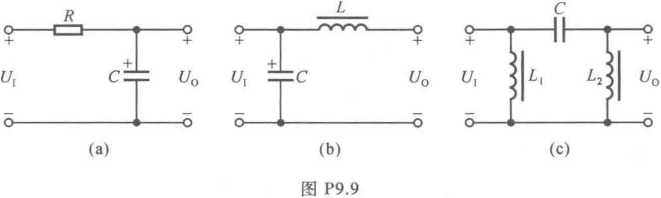 R
L
C
+ + + + + +
+ C + C
U_I U_O U_I U_O U_I L_1 L_2 U_O
− − − − − −
(a) (b) (c)
图 P9.9